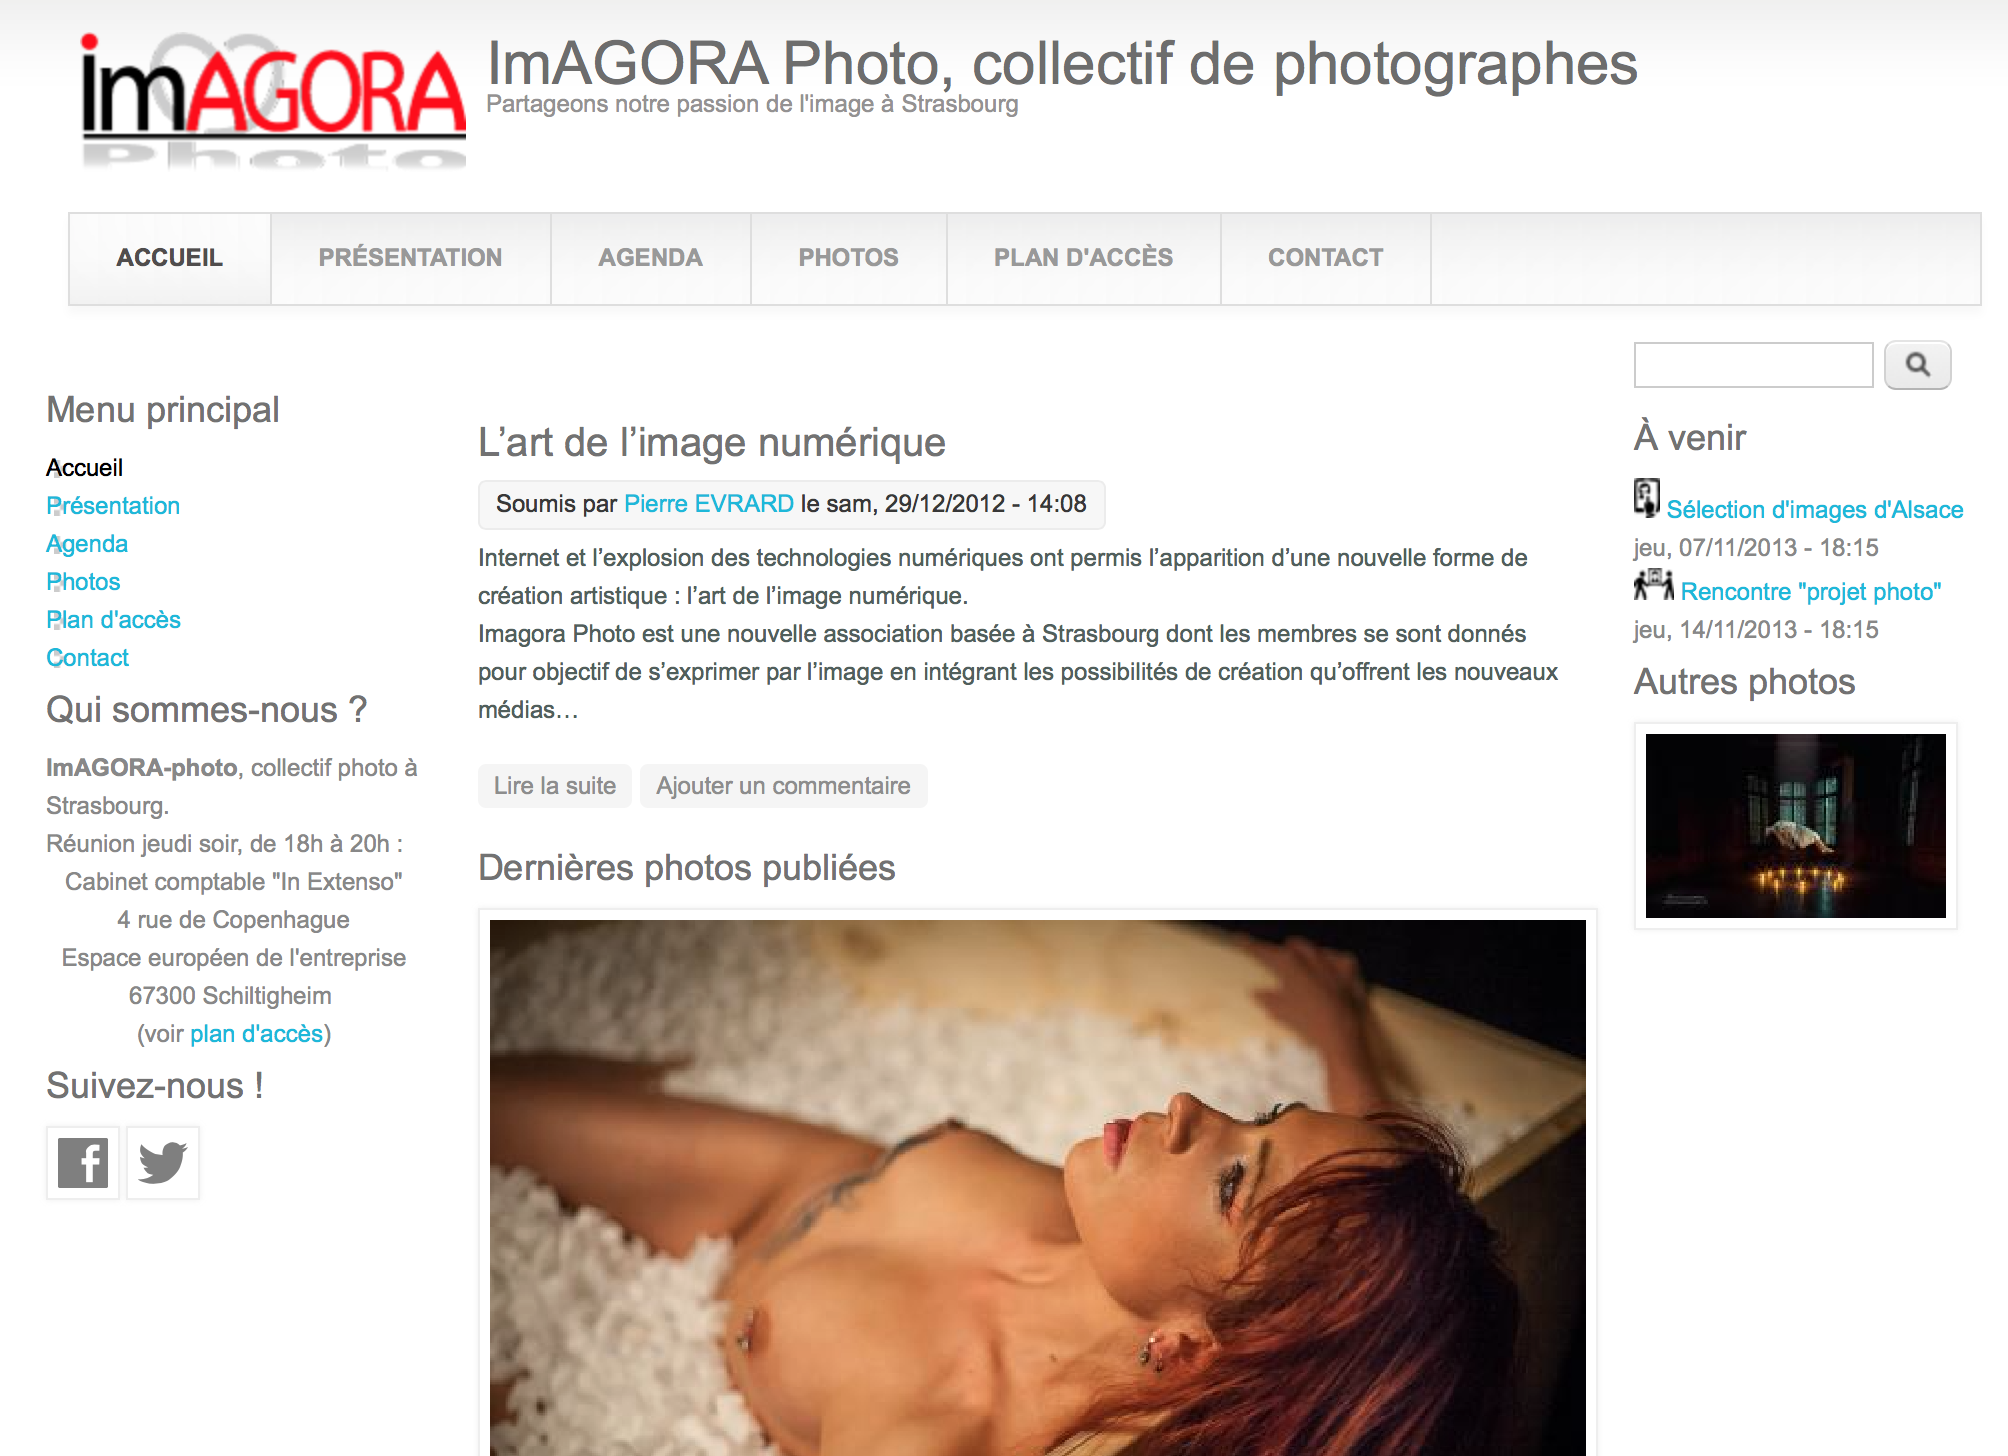 imAGORA
Photo
ImAGORA Photo, collectif de photographes
Partageons notre passion de l'image à Strasbourg
ACCUEIL
PRÉSENTATION
AGENDA
PHOTOS
PLAN D'ACCÈS
CONTACT
Menu principal
Accueil
Présentation
Agenda
Photos
Plan d'accès
Contact
Qui sommes-nous ?
ImAGORA-photo, collectif photo à
Strasbourg.
Réunion jeudi soir, de 18h à 20h :
Cabinet comptable "In Extenso"
4 rue de Copenhague
Espace européen de l'entreprise
67300 Schiltigheim
(voir plan d'accès)
Suivez-nous !
L’art de l’image numérique
Soumis par Pierre EVRARD le sam, 29/12/2012 - 14:08
Internet et l’explosion des technologies numériques ont permis l’apparition d’une nouvelle forme de
création artistique : l’art de l’image numérique.
Imagora Photo est une nouvelle association basée à Strasbourg dont les membres se sont donnés
pour objectif de s’exprimer par l’image en intégrant les possibilités de création qu’offrent les nouveaux
médias…
Lire la suite
Ajouter un commentaire
Dernières photos publiées
À venir
Sélection d'images d'Alsace
jeu, 07/11/2013 - 18:15
Rencontre "projet photo"
jeu, 14/11/2013 - 18:15
Autres photos